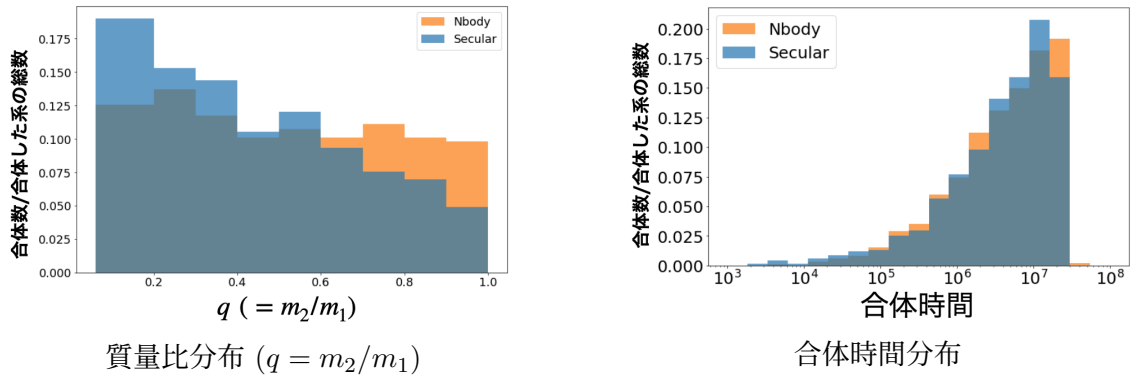 合体数/合体した系の総数
0.175
0.150
0.125
0.100
0.075
0.050
0.025
0.000
Nbody
Secular
0.2
0.4
0.6
0.8
1.0
q ( = m₂/m₁)
質量比分布 (q = m₂/m₁)
合体数/合体した系の総数
0.200
0.175
0.150
0.125
0.100
0.075
0.050
0.025
0.000
Nbody
Secular
10³
10⁴
10⁵
10⁶
10⁷
10⁸
合体時間
合体時間分布